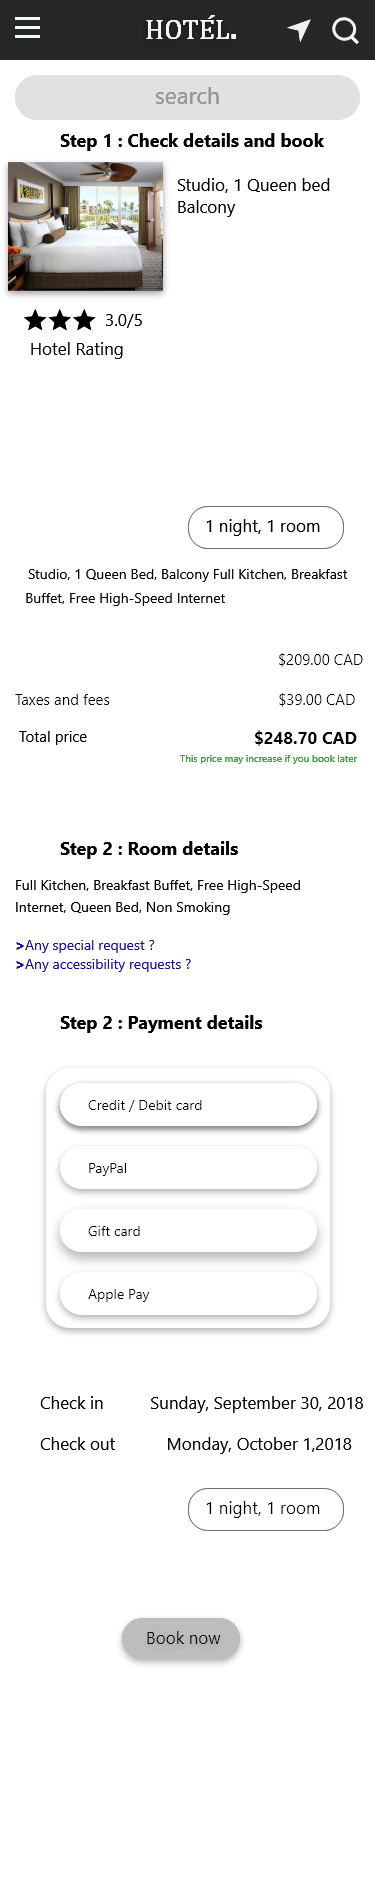 HOTÉL.
search
Step 1 : Check details and book
Studio, 1 Queen bed
Balcony
3.0/5
Hotel Rating
1 night, 1 room
Studio, 1 Queen Bed, Balcony Full Kitchen, Breakfast
Buffet, Free High-Speed Internet
$209.00 CAD
Taxes and fees $39.00 CAD
Total price $248.70 CAD
This price may increase if you book later
Step 2 : Room details
Full Kitchen, Breakfast Buffet, Free High-Speed
Internet, Queen Bed, Non Smoking
>Any special request ?
>Any accessibility requests ?
Step 2 : Payment details
Credit / Debit card
PayPal
Gift card
Apple Pay
Check in Sunday, September 30, 2018
Check out Monday, October 1,2018
1 night, 1 room
Book now